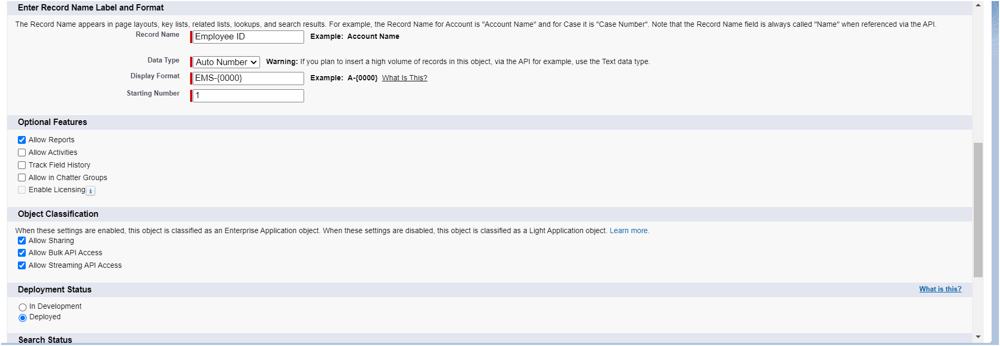 Enter Record Name Label and Format
The Record Name appears in page layouts, key lists, related lists, lookups, and search results. For example, the Record Name for Account is "Account Name" and for Case it is "Case Number". Note that the Record Name field is always called "Name" when referenced via the API.
Record Name Employee ID Example: Account Name
Data Type Auto Number Warning: If you plan to insert a high volume of records in this object, via the API for example, use the Text data type.
Display Format EMS-{0000} Example: A-{0000} What Is This?
Starting Number 1
Optional Features
Allow Reports
Allow Activities
Track Field History
Allow in Chatter Groups
Enable Licensing i
Object Classification
When these settings are enabled, this object is classified as an Enterprise Application object. When these settings are disabled, this object is classified as a Light Application object. Learn more.
Allow Sharing
Allow Bulk API Access
Allow Streaming API Access
Deployment Status What is this?
In Development
Deployed
Search Status